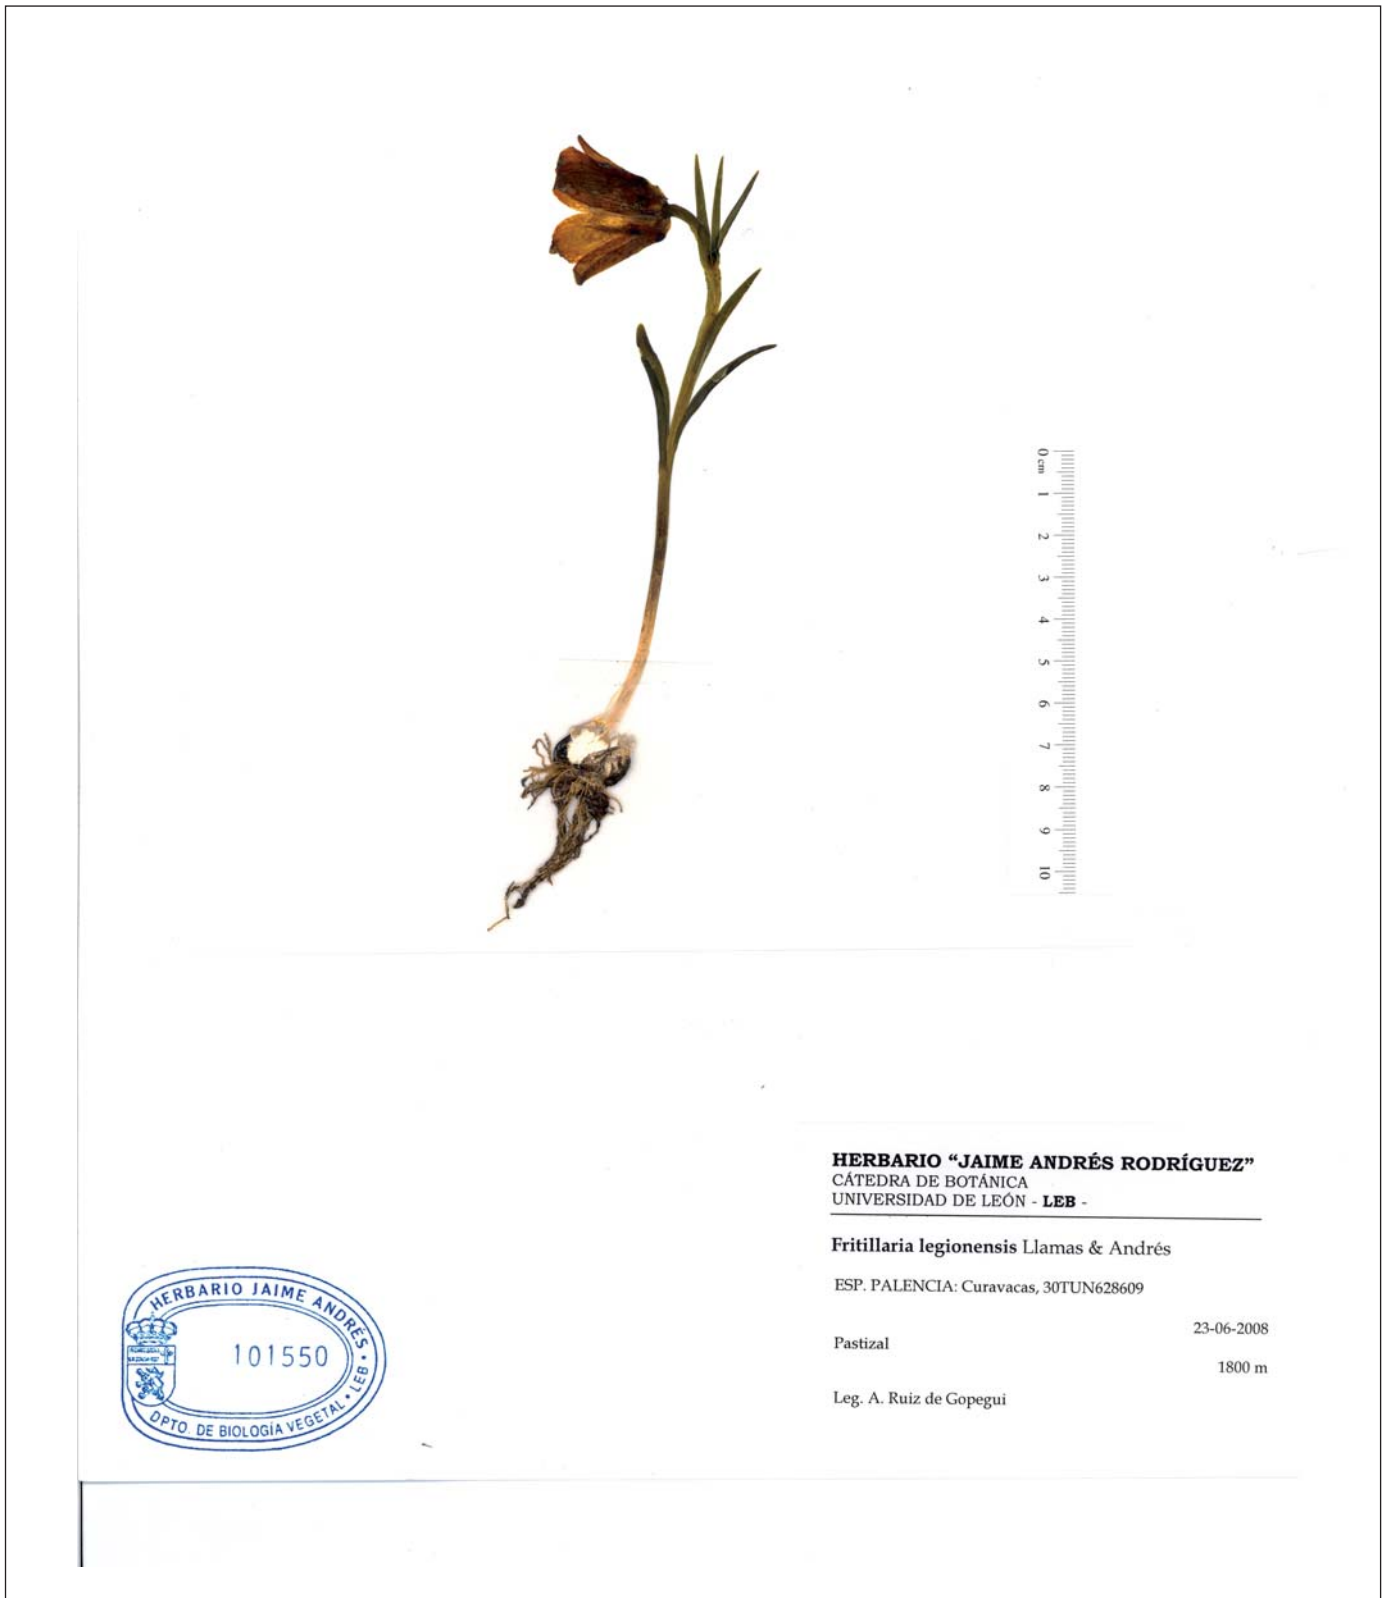 0 cm 1 2 3 4 5 6 7 8 9 10
HERBARIO “JAIME ANDRÉS RODRÍGUEZ”
CÁTEDRA DE BOTÁNICA
UNIVERSIDAD DE LEÓN - LEB -
Fritillaria legionensis Llamas & Andrés
ESP. PALENCIA: Curavacas, 30TUN628609
23-06-2008
Pastizal
1800 m
Leg. A. Ruiz de Gopegui
HERBARIO JAIME ANDRÉS • LEB •
101550
DPTO. DE BIOLOGÍA VEGETAL